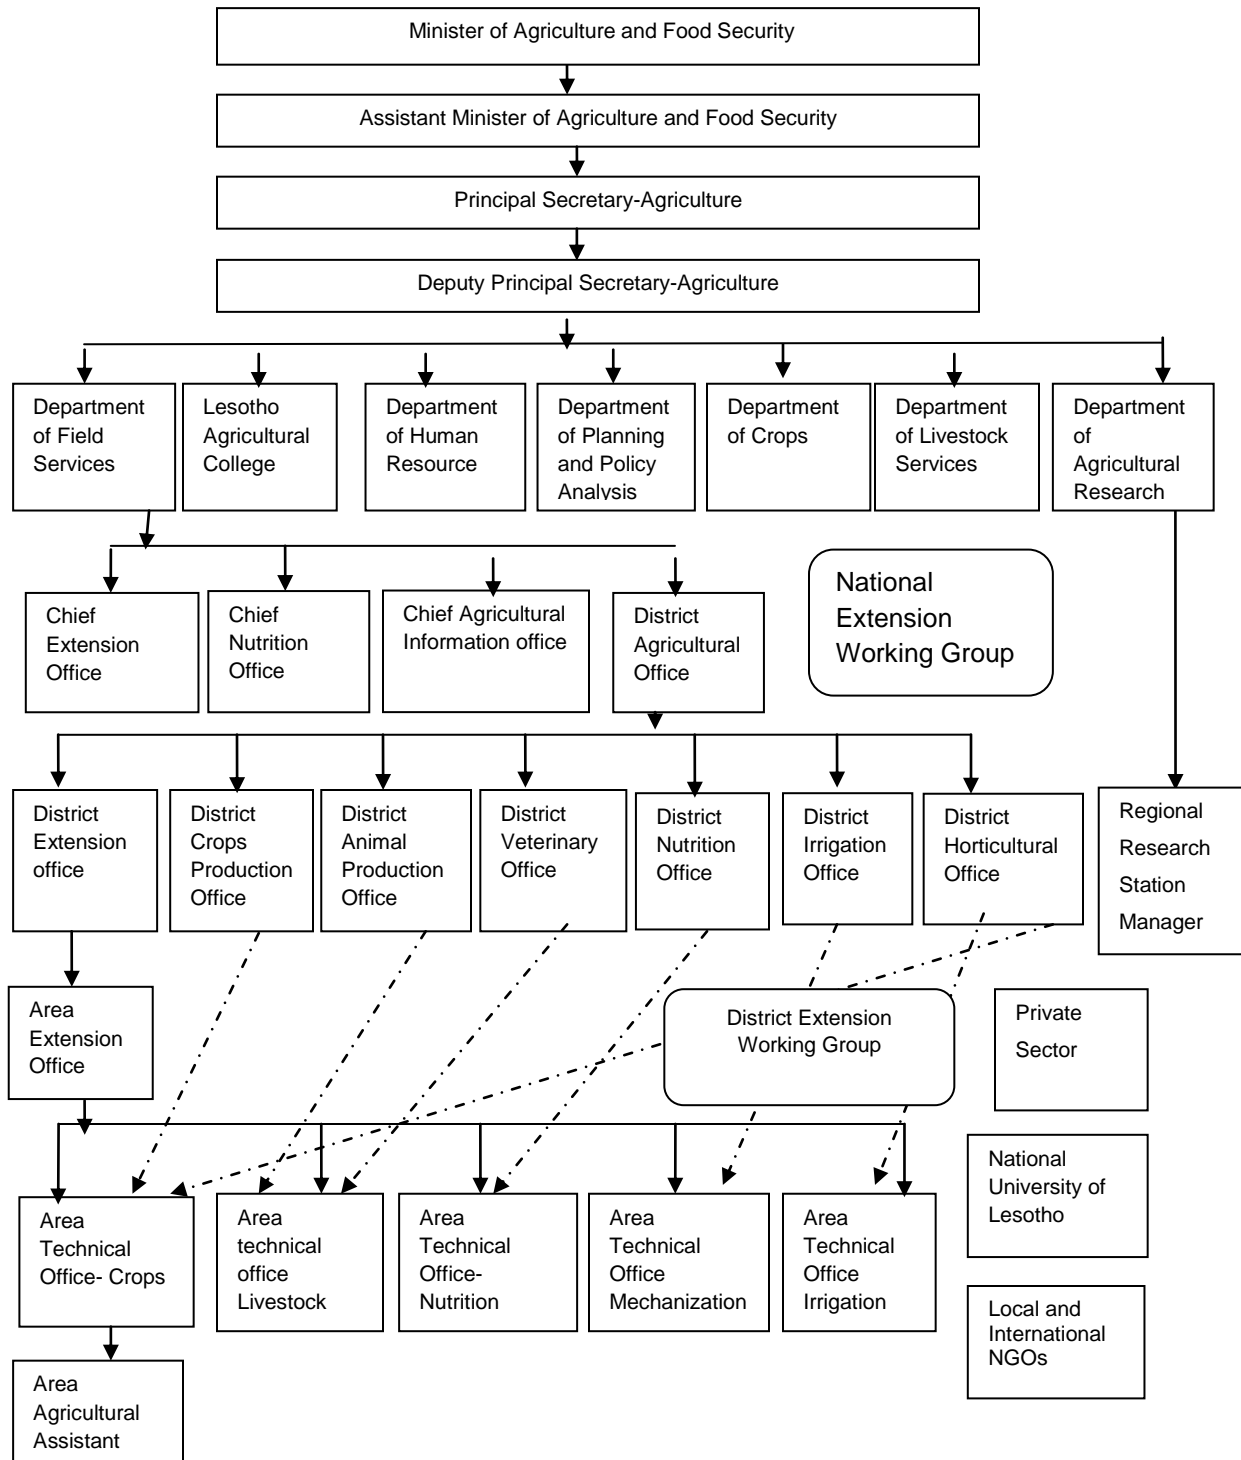 Minister of Agriculture and Food Security
Assistant Minister of Agriculture and Food Security
Principal Secretary-Agriculture
Deputy Principal Secretary-Agriculture
Department
of Field
Services
Lesotho
Agricultural
College
Department
of Human
Resource
Department
of Planning
and Policy
Analysis
Department
of Crops
Department
of Livestock
Services
Department
of
Agricultural
Research
Chief
Extension
Office
Chief
Nutrition
Office
Chief Agricultural
Information office
District
Agricultural
Office
National
Extension
Working Group
District
Extension
office
District
Crops
Production
Office
District
Animal
Production
Office
District
Veterinary
Office
District
Nutrition
Office
District
Irrigation
Office
District
Horticultural
Office
Regional
Research
Station
Manager
Area
Extension
Office
District Extension
Working Group
Private
Sector
Area
Technical
Office- Crops
Area
technical
office
Livestock
Area
Technical
Office-
Nutrition
Area
Technical
Office
Mechanization
Area
Technical
Office
Irrigation
National
University of
Lesotho
Local and
International
NGOs
Area
Agricultural
Assistant